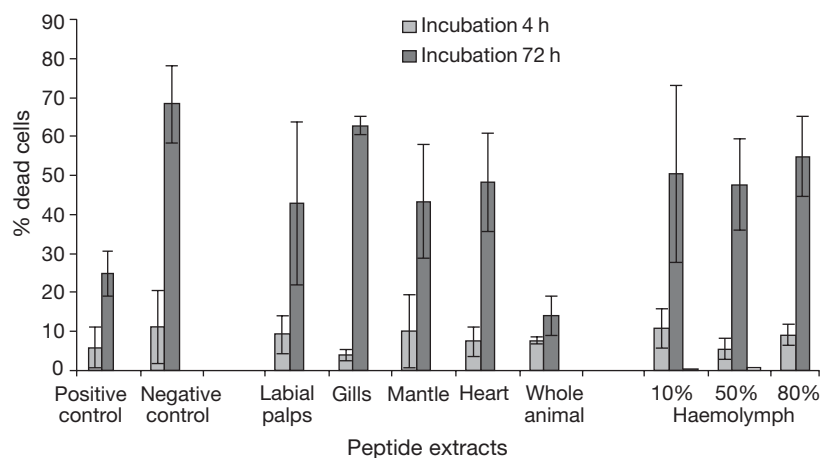 90
80
70
60
50
40
30
20
10
0
% dead cells
Incubation 4 h
Incubation 72 h
Positive control
Negative control
Labial palps
Gills
Mantle
Heart
Whole animal
10%
50%
80%
Haemolymph
Peptide extracts